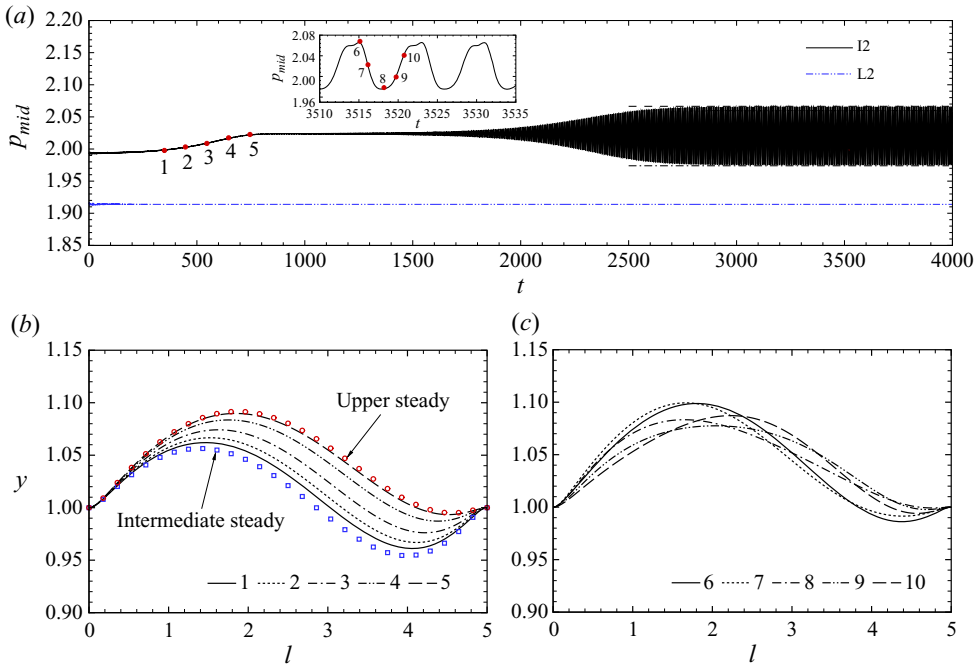 (a)
2.20
2.15
2.10
2.05
2.00
1.95
1.90
1.85
p_mid
2.08
2.04
2.00
1.96
p_mid
6
7
8
9
10
3510 3515 3520 3525 3530 3535
t
I2
L2
1 2 3 4 5
0 500 1000 1500 2000 2500 3000 3500 4000
t
(b)
1.15
1.10
1.05
1.00
0.95
0.90
y
Upper steady
Intermediate steady
1 2 3 4 5
0 1 2 3 4 5
l
(c)
1.15
1.10
1.05
1.00
0.95
0.90
6 7 8 9 10
0 1 2 3 4 5
l